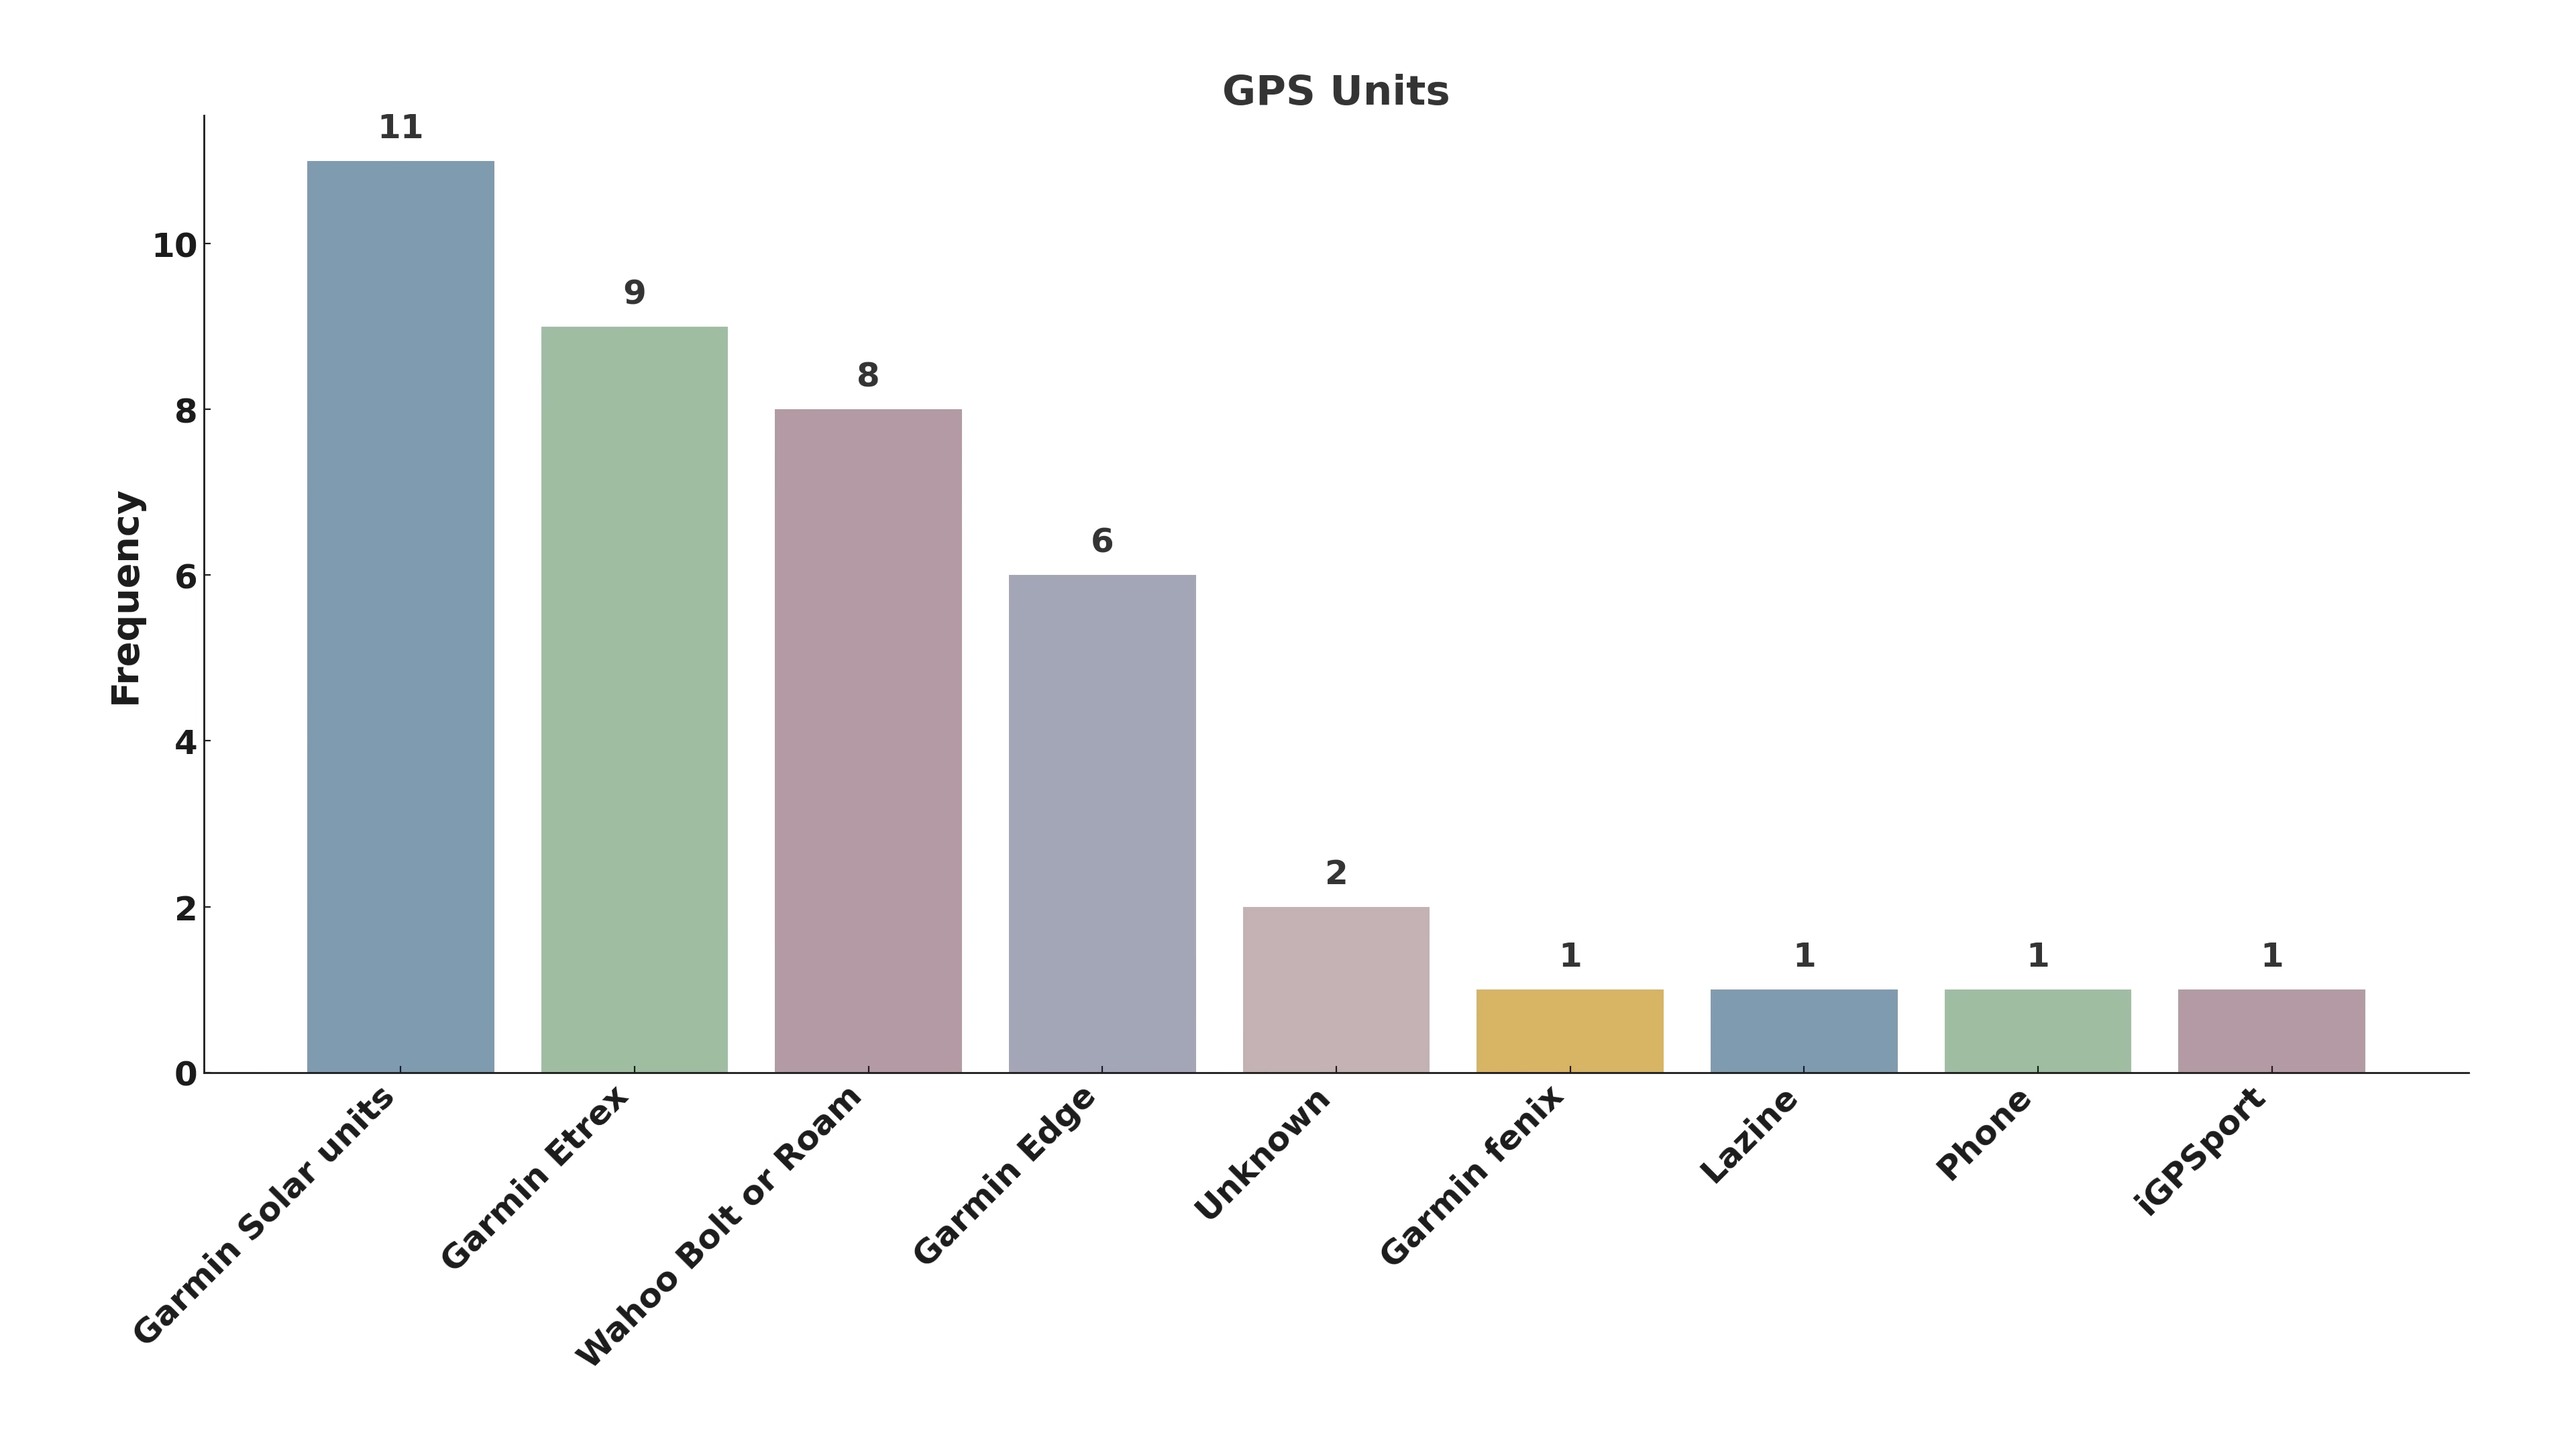 GPS Units
Frequency
10
8
6
4
2
0
11
9
8
6
2
1
1
1
1
Garmin Solar units
Garmin Etrex
Wahoo Bolt or Roam
Garmin Edge
Unknown
Garmin fenix
Lazine
Phone
iGPSport